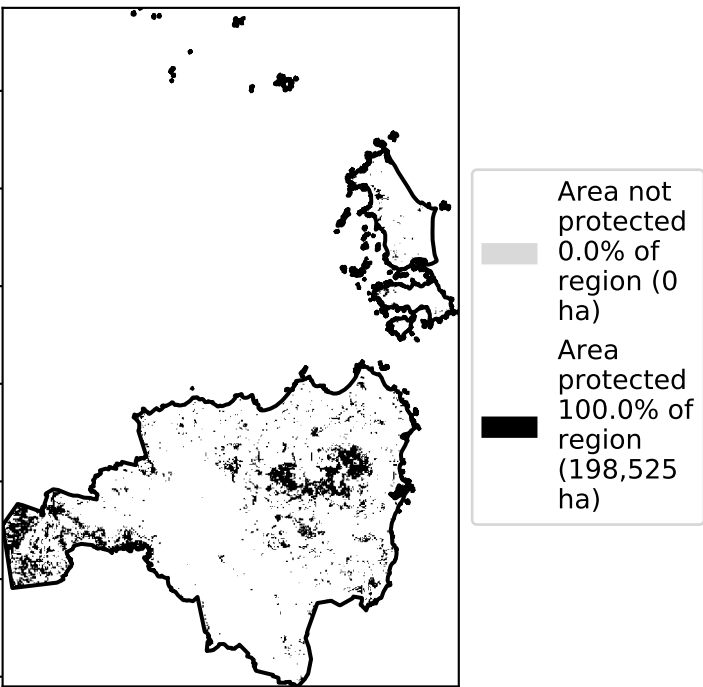 Area not
protected
0.0% of
region (0
ha)
Area
protected
100.0% of
region
(198,525
ha)